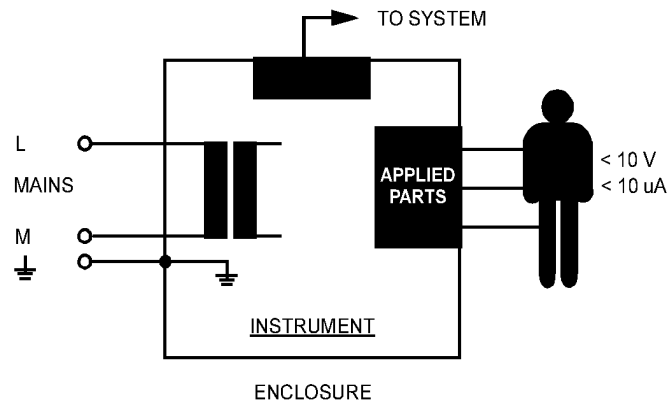 TO SYSTEM
L
MAINS
M
APPLIED
PARTS
< 10 V
< 10 uA
INSTRUMENT
ENCLOSURE